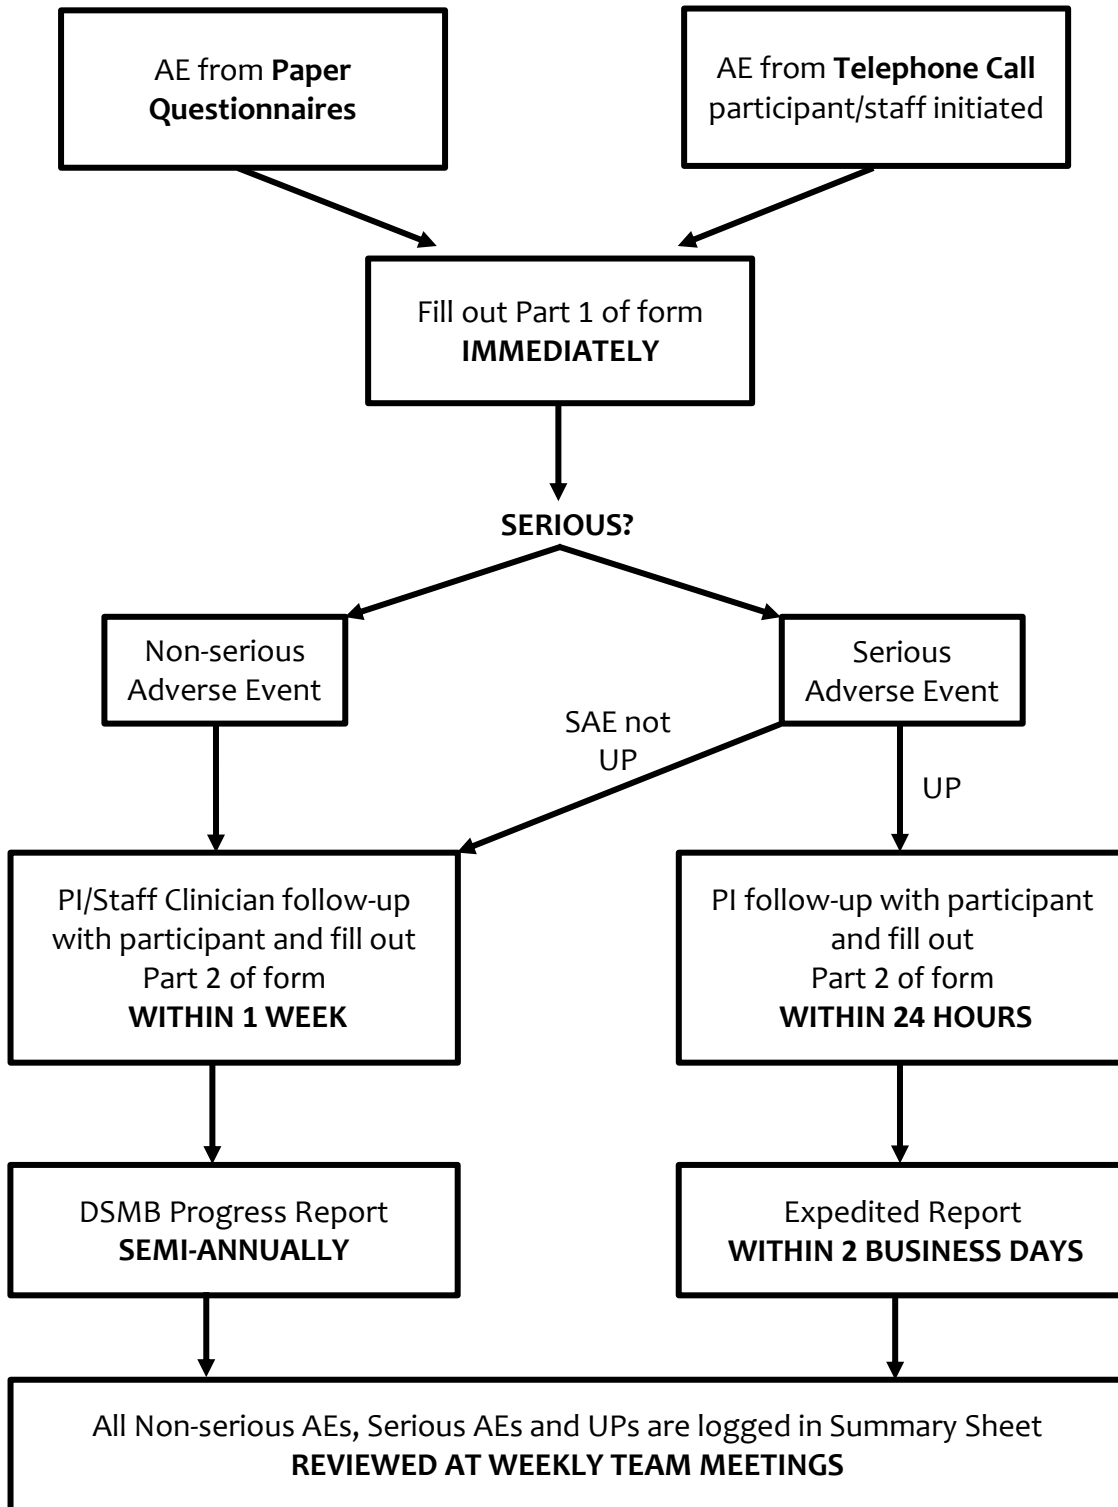 AE from Paper
Questionnaires
AE from Telephone Call
participant/staff initiated
Fill out Part 1 of form
IMMEDIATELY
SERIOUS?
Non-serious
Adverse Event
Serious
Adverse Event
SAE not
UP
UP
PI/Staff Clinician follow-up
with participant and fill out
Part 2 of form
WITHIN 1 WEEK
PI follow-up with participant
and fill out
Part 2 of form
WITHIN 24 HOURS
DSMB Progress Report
SEMI-ANNUALLY
Expedited Report
WITHIN 2 BUSINESS DAYS
All Non-serious AEs, Serious AEs and UPs are logged in Summary Sheet
REVIEWED AT WEEKLY TEAM MEETINGS